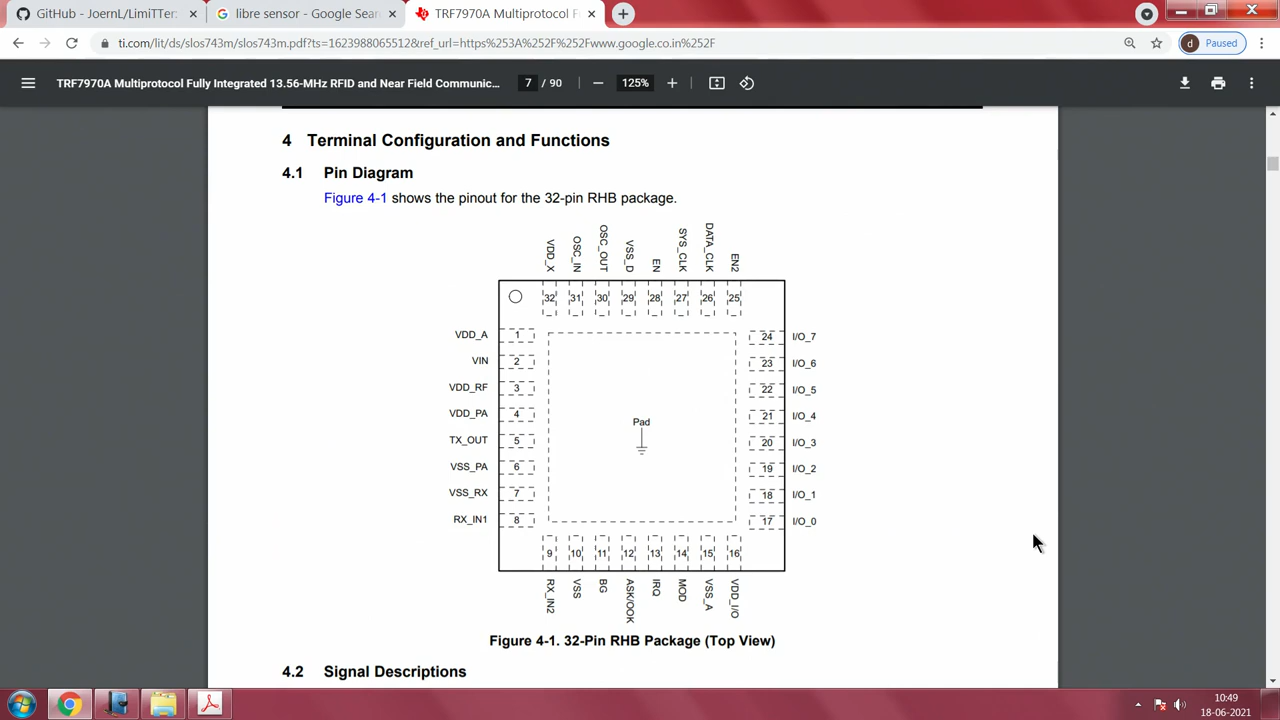 GitHub - JoernL/LimiTTer:
libre sensor - Google Sear
TRF7970A Multiprotocol F
ti.com/lit/ds/slos743m/slos743m.pdf?ts=1623988065512&ref_url=https%253A%252F%252Fwww.google.co.in%252F
d Paused
TRF7970A Multiprotocol Fully Integrated 13.56-MHz RFID and Near Field Communic...
7 / 90
125%
4 Terminal Configuration and Functions
4.1 Pin Diagram
Figure 4-1 shows the pinout for the 32-pin RHB package.
VDD_X OSC_IN OSC_OUT VSS_D EN SYS_CLK DATA_CLK EN2
32 31 30 29 28 27 26 25
VDD_A 1 24 I/O_7
VIN 2 23 I/O_6
VDD_RF 3 22 I/O_5
VDD_PA 4 21 I/O_4
Pad
TX_OUT 5 20 I/O_3
VSS_PA 6 19 I/O_2
VSS_RX 7 18 I/O_1
RX_IN1 8 17 I/O_0
9 10 11 12 13 14 15 16
RX_IN2 VSS BG ASK/OOK IRQ MOD VSS_A VDD_I/O
Figure 4-1. 32-Pin RHB Package (Top View)
4.2 Signal Descriptions
10:49
18-06-2021